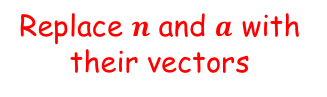 Replace n and a with
their vectors